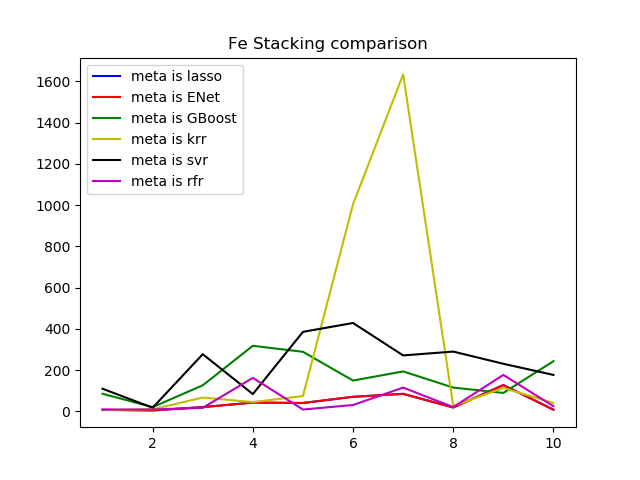 Fe Stacking comparison
meta is lasso
meta is ENet
meta is GBoost
meta is krr
meta is svr
meta is rfr
1600
1400
1200
1000
800
600
400
200
0
2 4 6 8 10